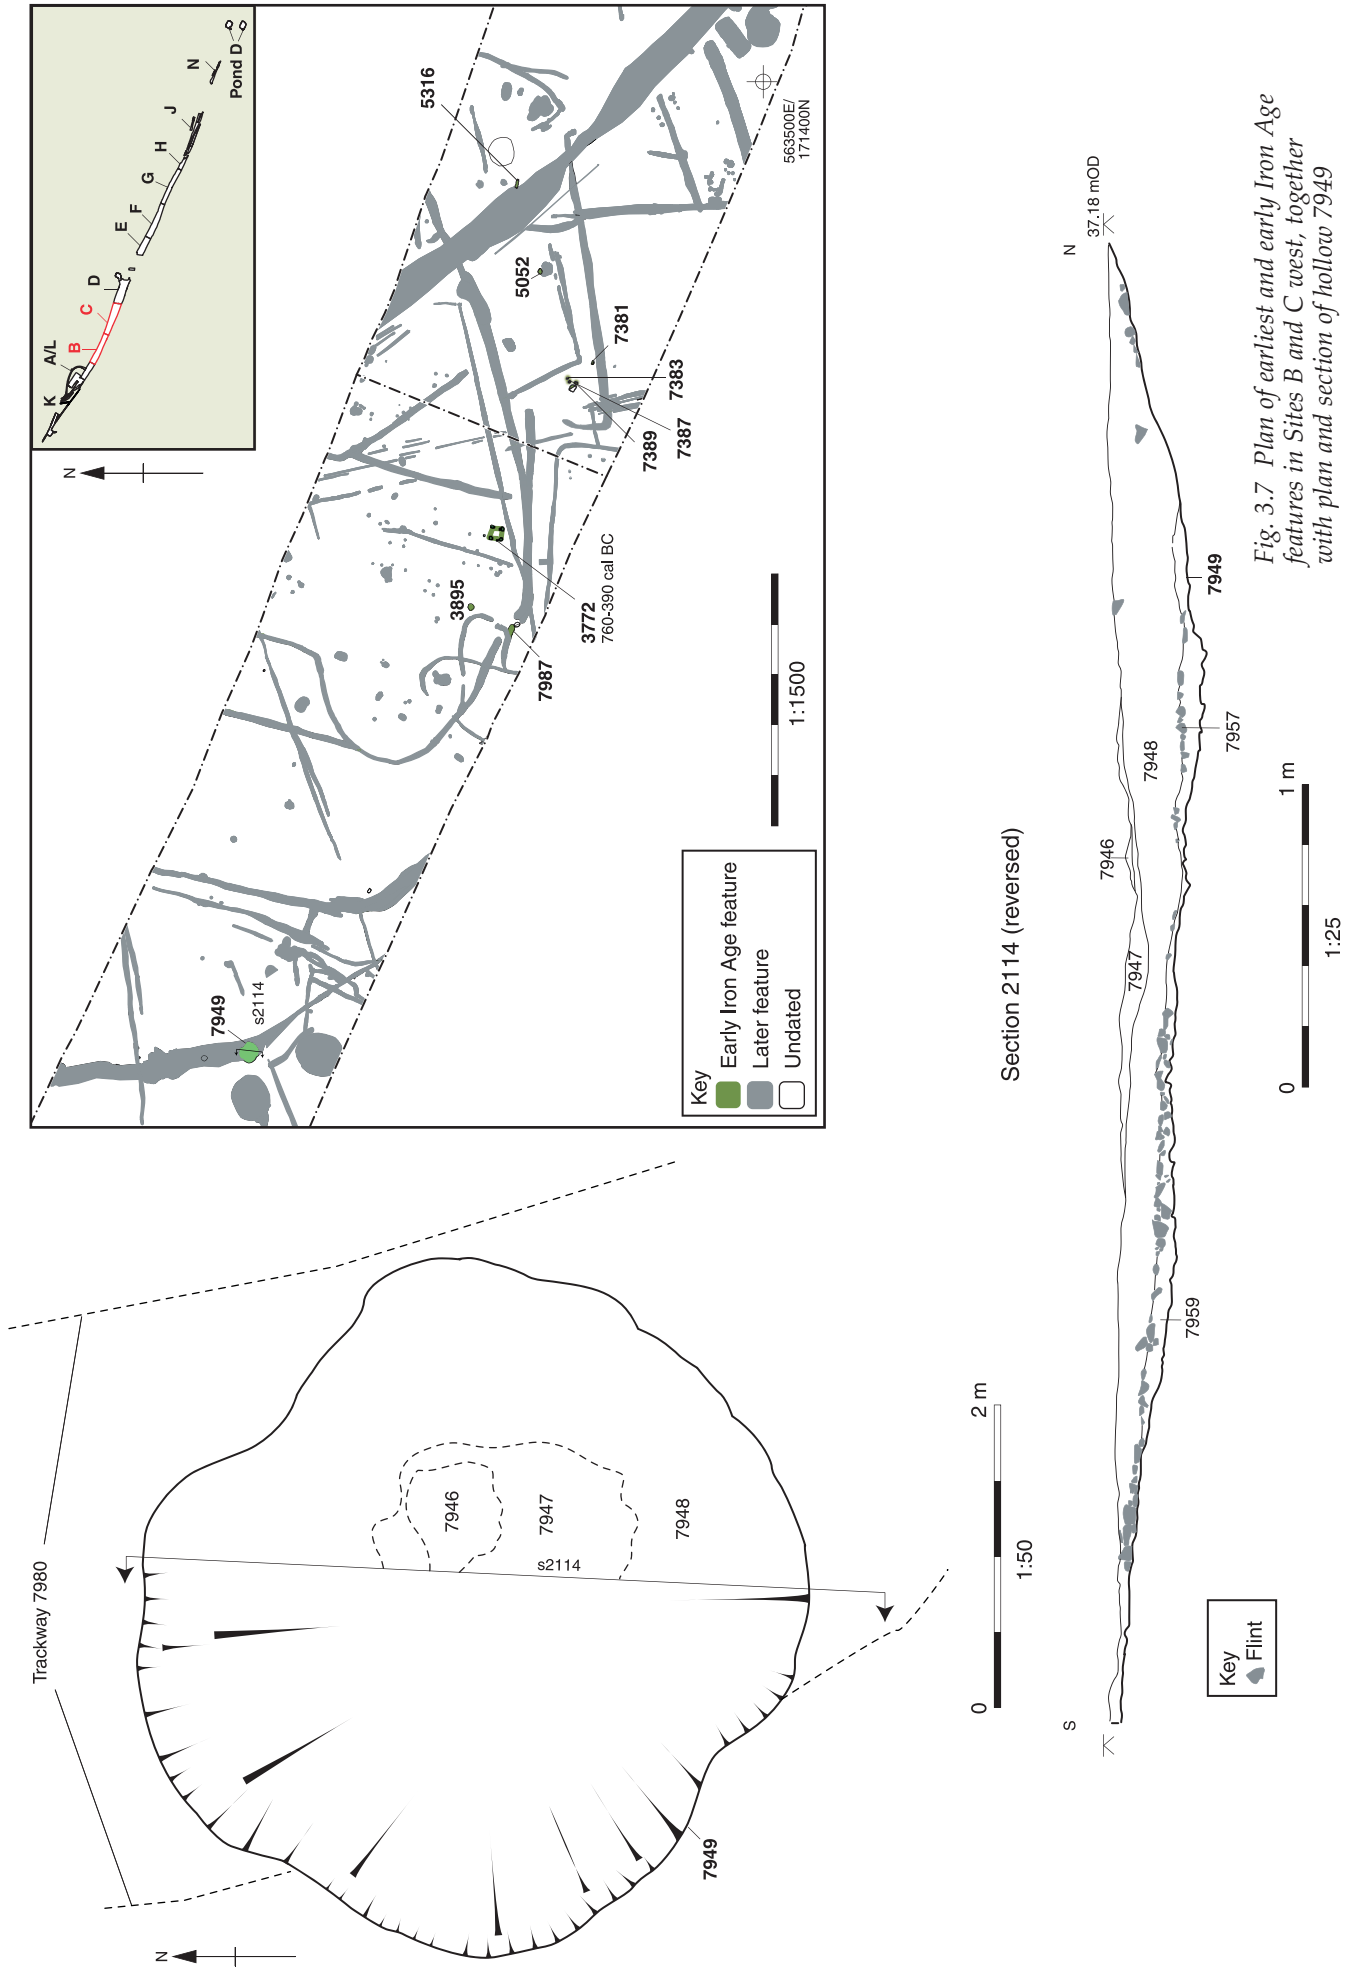 K
A/L
B
C
D
E
F
G
H
J
N
Pond D
N
5316
5052
7381
7383
7387
7389
3772
760-390 cal BC
3895
7987
7949
s2114
563500E/
171400N
1:1500
Key
Early Iron Age feature
Later feature
Undated
Trackway 7980
7946
7947
7948
s2114
7949
N
0
2 m
1:50
Section 2114 (reversed)
S
N
37.18 mOD
7946
7947
7948
7949
7957
7959
0
1 m
1:25
Key
Flint
Fig. 3.7 Plan of earliest and early Iron Age
features in Sites B and C west, together
with plan and section of hollow 7949